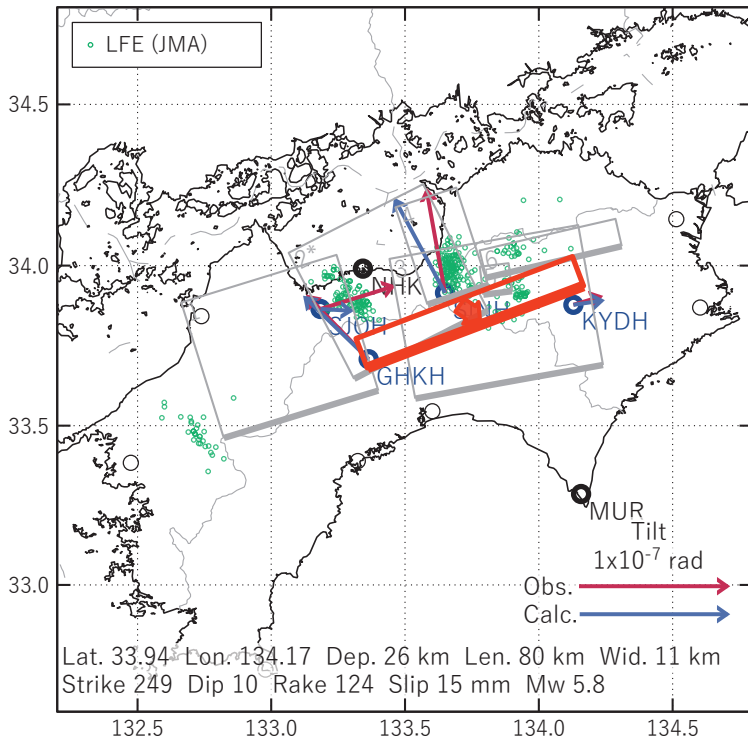 LFE (JMA)
34.5
34.0
NHK
KYDH
GHKH
33.5
MUR
Tilt
1x10-7 rad
33.0
Obs.
Calc.
Lat. 33.94 Lon. 134.17 Dep. 26 km Len. 80 km Wid. 11 km
Strike 249 Dip 10 Rake 124 Slip 15 mm Mw 5.8
132.5 133.0 133.5 134.0 134.5